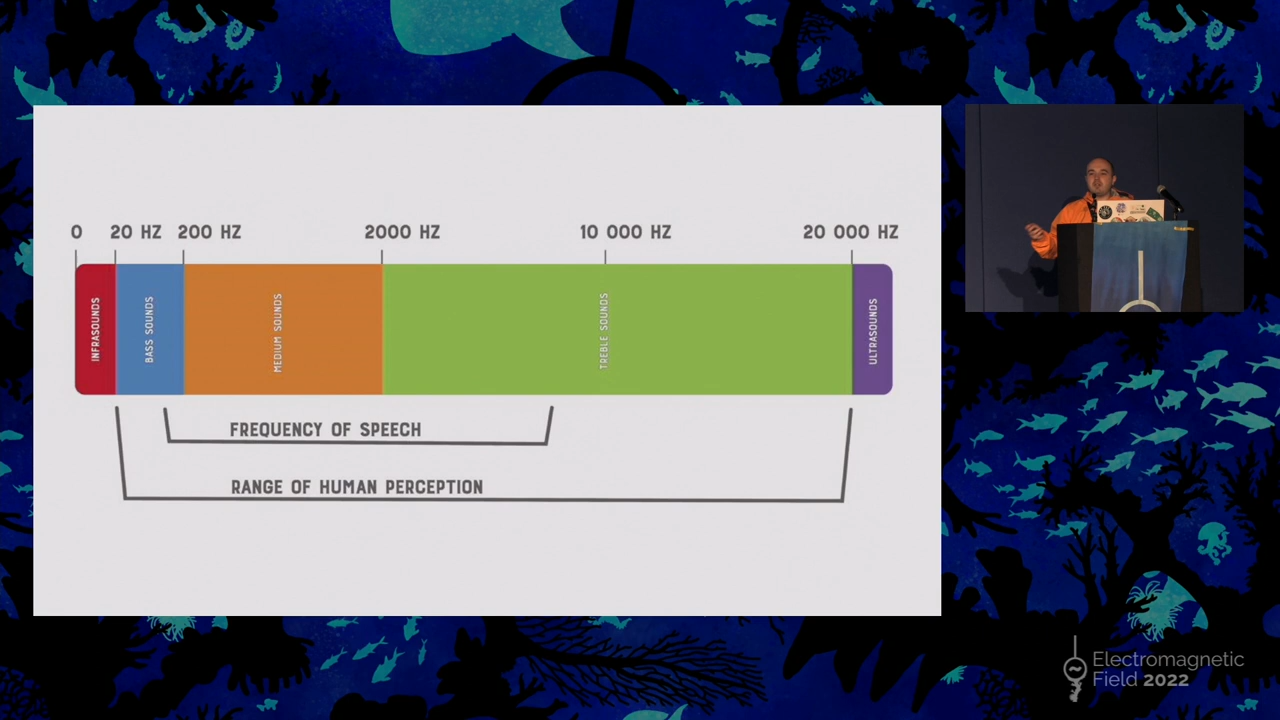 0 20 HZ 200 HZ 2000 HZ 10 000 HZ 20 000 HZ
INFRASOUNDS
BASS SOUNDS
MEDIUM SOUNDS
TREBLE SOUNDS
ULTRASOUNDS
FREQUENCY OF SPEECH
RANGE OF HUMAN PERCEPTION
Electromagnetic
Field 2022